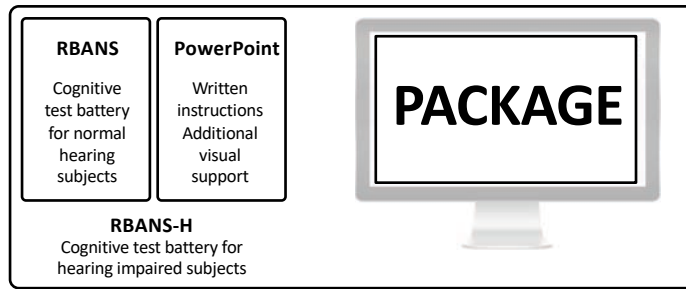 RBANS
Cognitive
test battery
for normal
hearing
subjects
PowerPoint
Written
instructions
Additional
visual
support
RBANS-H
Cognitive test battery for
hearing impaired subjects
PACKAGE